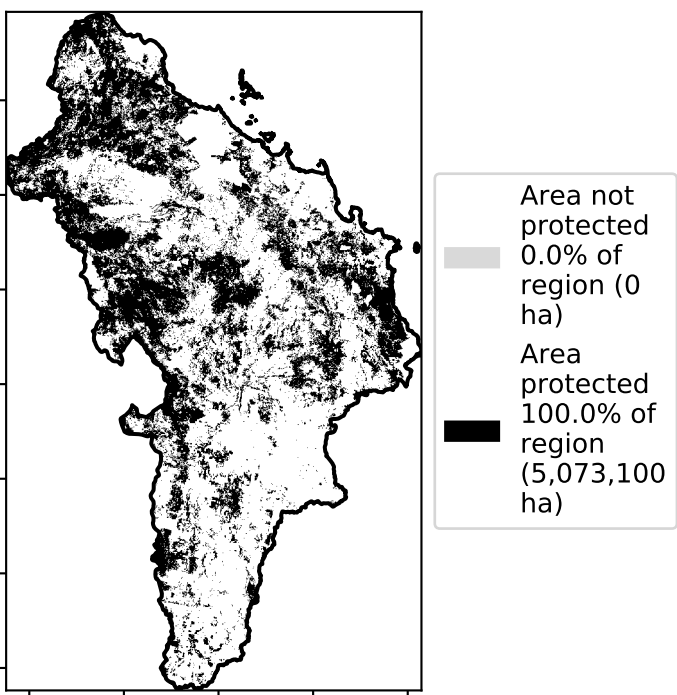 Area not
protected
0.0% of
region (0
ha)
Area
protected
100.0% of
region
(5,073,100
ha)